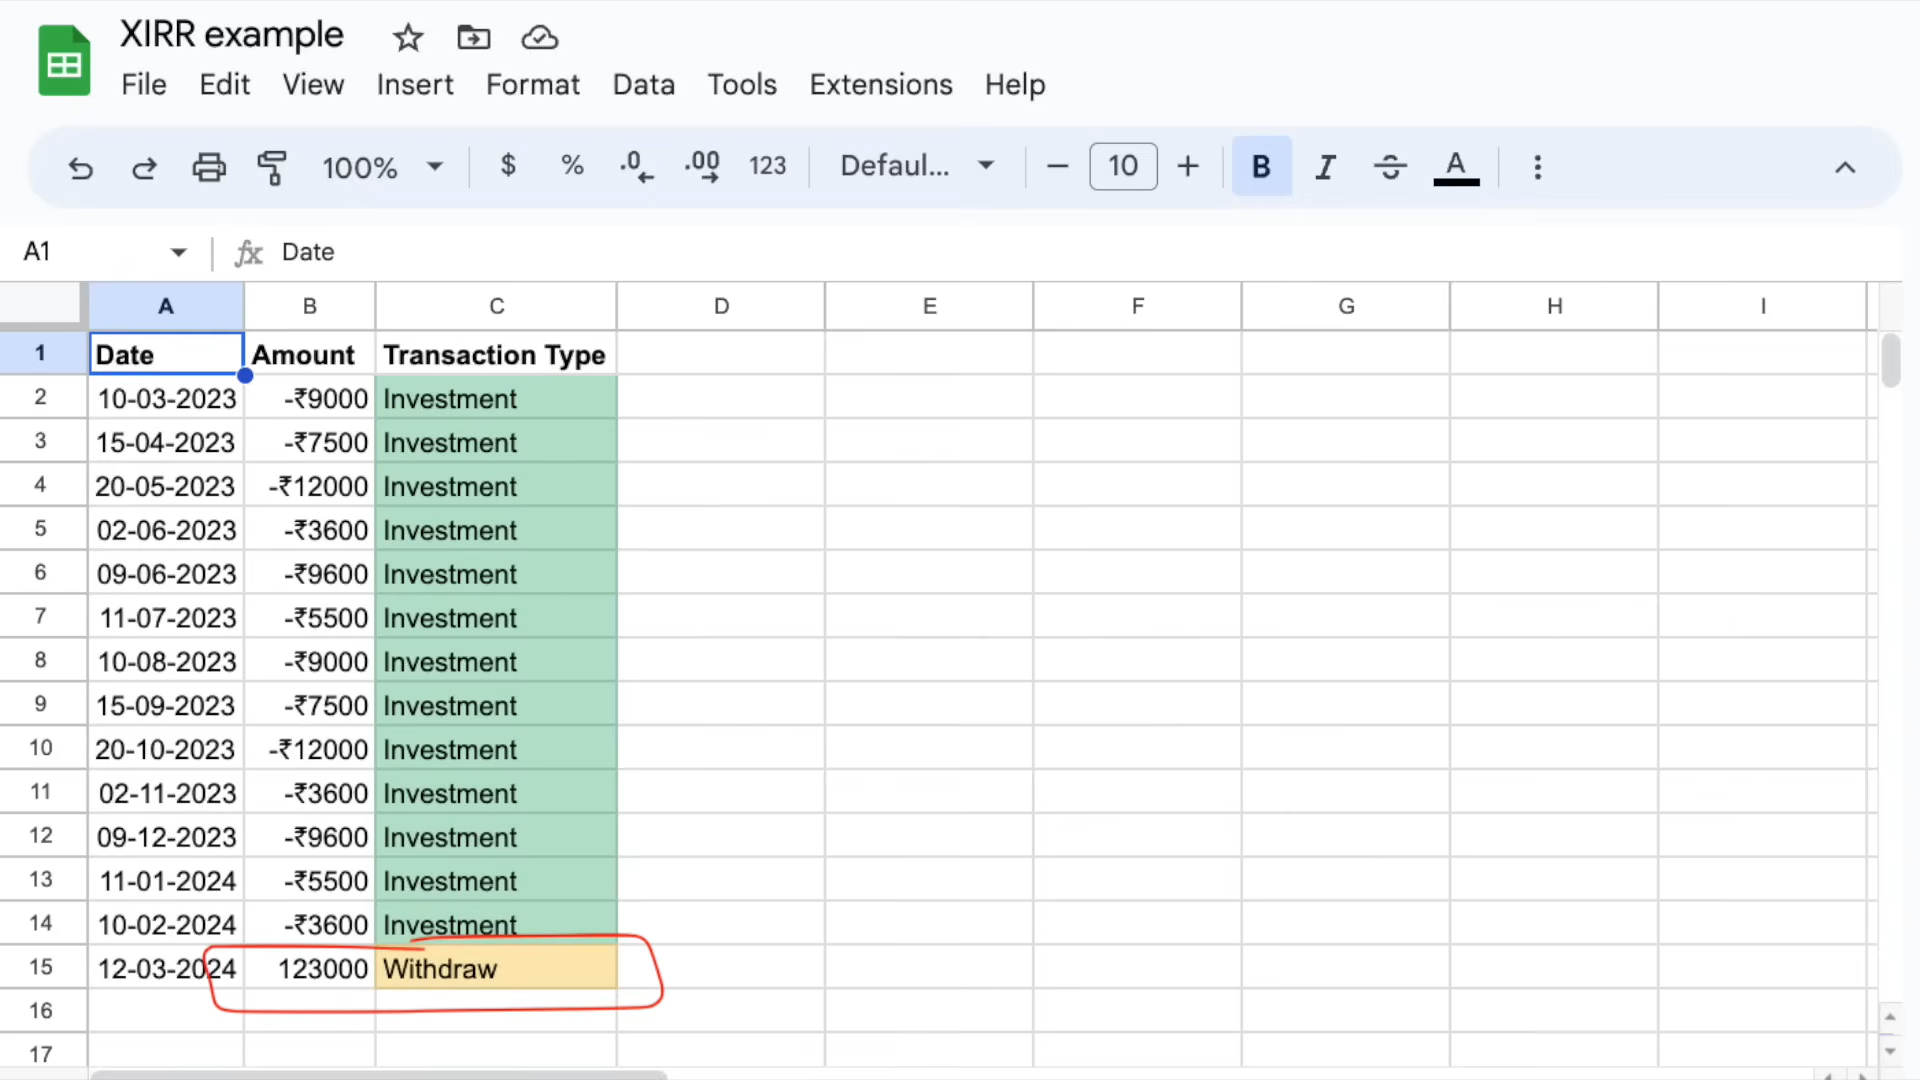 XIRR example
File Edit View Insert Format Data Tools Extensions Help
100% $ % .0 .00 123 Defaul... 10 B I S A
A1 fx Date
A B C D E F G H I
1 Date Amount Transaction Type
2 10-03-2023 -₹9000 Investment
3 15-04-2023 -₹7500 Investment
4 20-05-2023 -₹12000 Investment
5 02-06-2023 -₹3600 Investment
6 09-06-2023 -₹9600 Investment
7 11-07-2023 -₹5500 Investment
8 10-08-2023 -₹9000 Investment
9 15-09-2023 -₹7500 Investment
10 20-10-2023 -₹12000 Investment
11 02-11-2023 -₹3600 Investment
12 09-12-2023 -₹9600 Investment
13 11-01-2024 -₹5500 Investment
14 10-02-2024 -₹3600 Investment
15 12-03-2024 123000 Withdraw
16
17